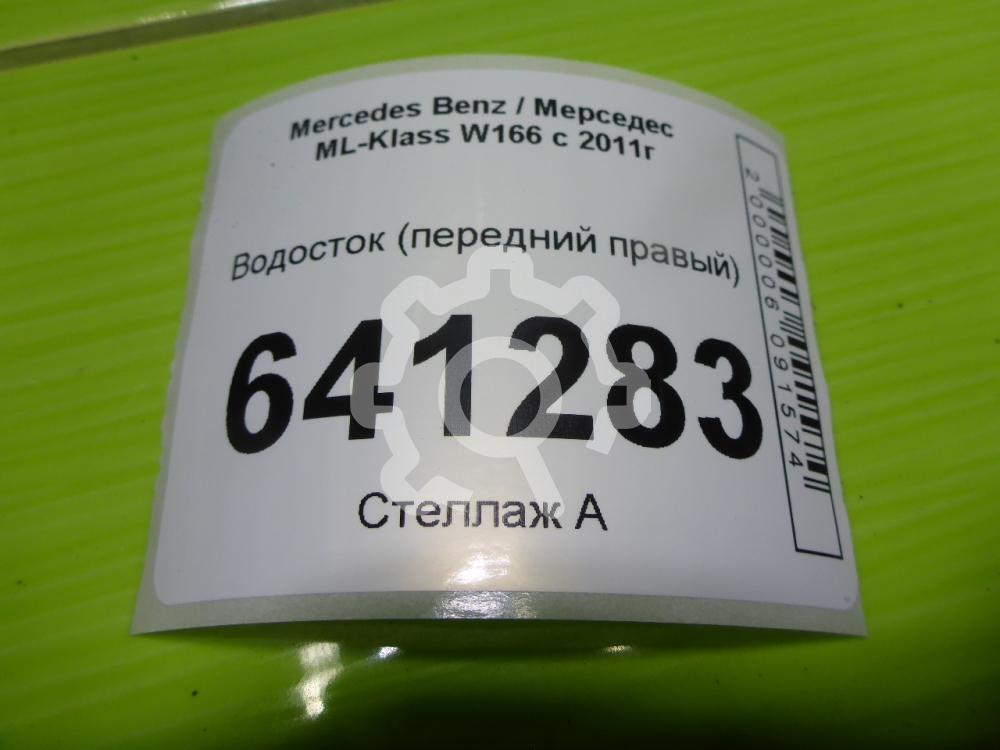 Mercedes Benz / Мерседес
ML-Klass W166 с 2011г
Водосток (передний правый)
641283
Стеллаж А
2000006091574